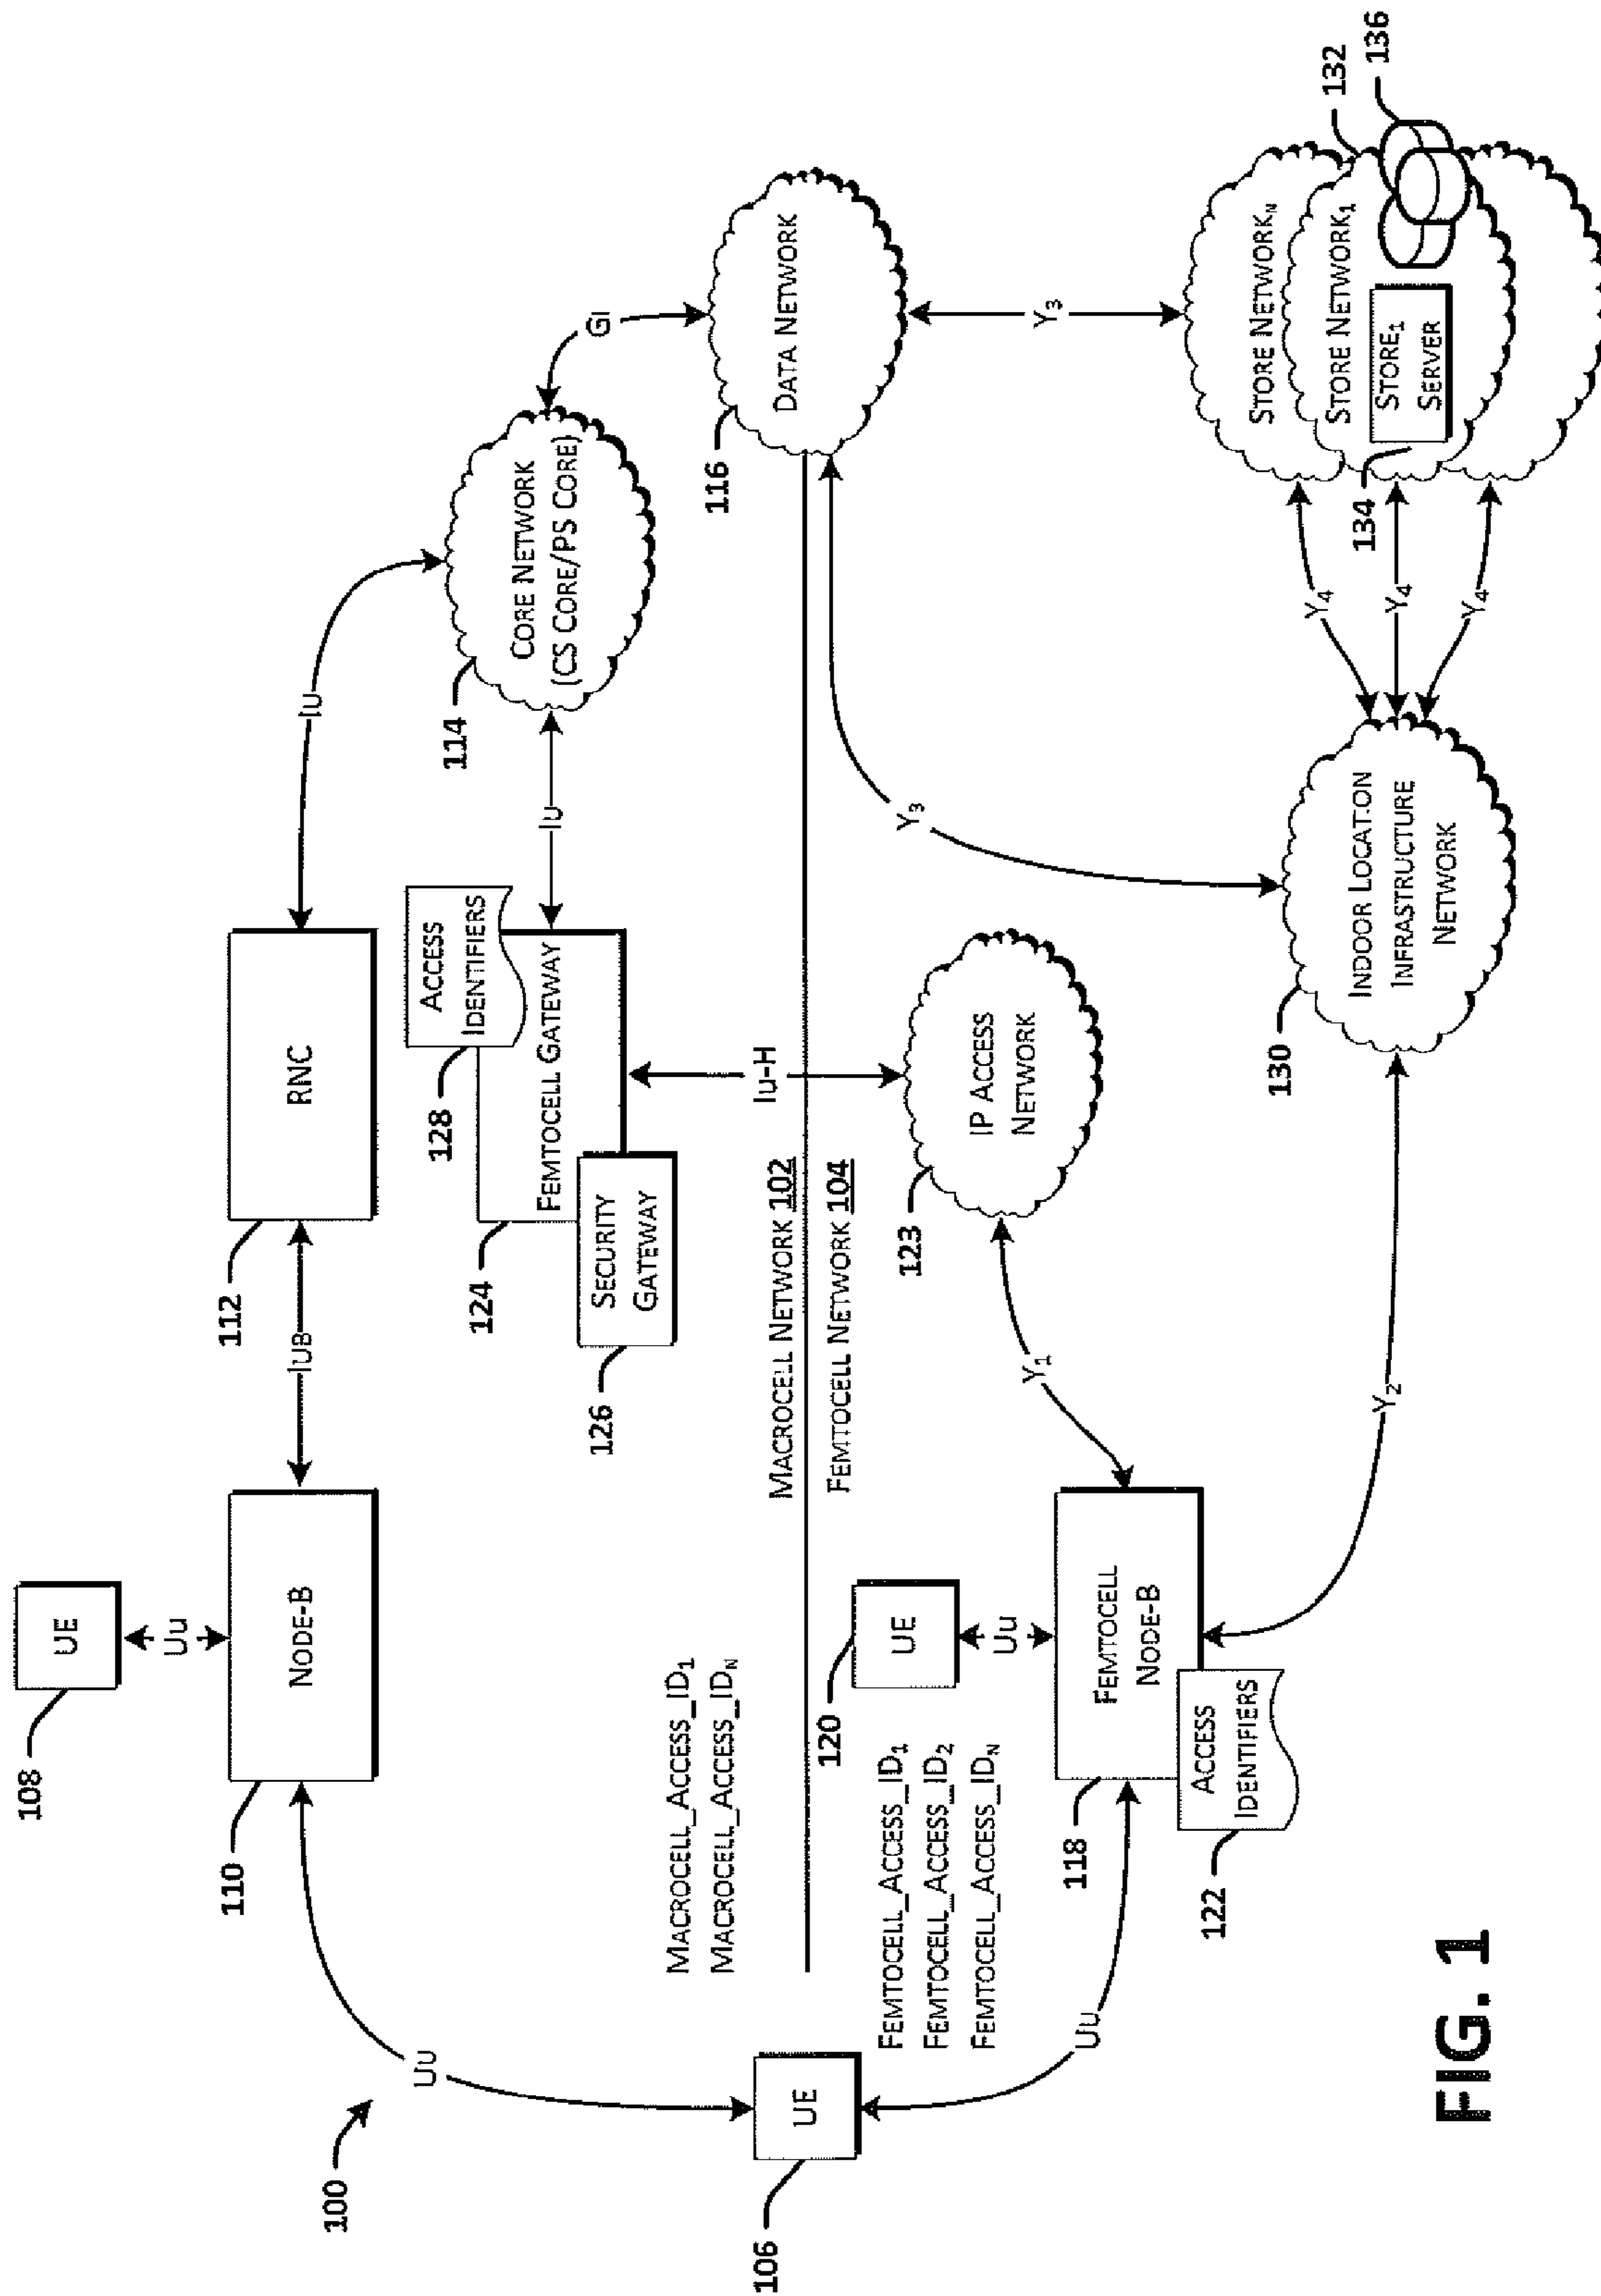 100
108
UE
UU
110
NODE-B
IUB
112
RNC
IU
114
CORE NETWORK
(CS CORE/PS CORE)
GI
UU
128
ACCESS
IDENTIFIERS
124
FEMTOCELL GATEWAY
126
SECURITY
GATEWAY
IU
116
DATA NETWORK
MACROCELL_ACCESS_ID1
MACROCELL_ACCESS_IDN
MACROCELL NETWORK 102
IU-H
106
UE
FEMTOCELL NETWORK 104
FEMTOCELL_ACCESS_ID1
FEMTOCELL_ACCESS_ID2
FEMTOCELL_ACCESS_IDN
120
UE
UU
123
IP ACCESS
NETWORK
Y3
Y3
UU
118
FEMTOCELL
NODE-B
Y1
122
ACCESS
IDENTIFIERS
Y2
130
INDOOR LOCATION
INFRASTRUCTURE
NETWORK
Y4
Y4
Y4
STORE NETWORKN
132
STORE NETWORK1
136
134
STORE1
SERVER
FIG. 1